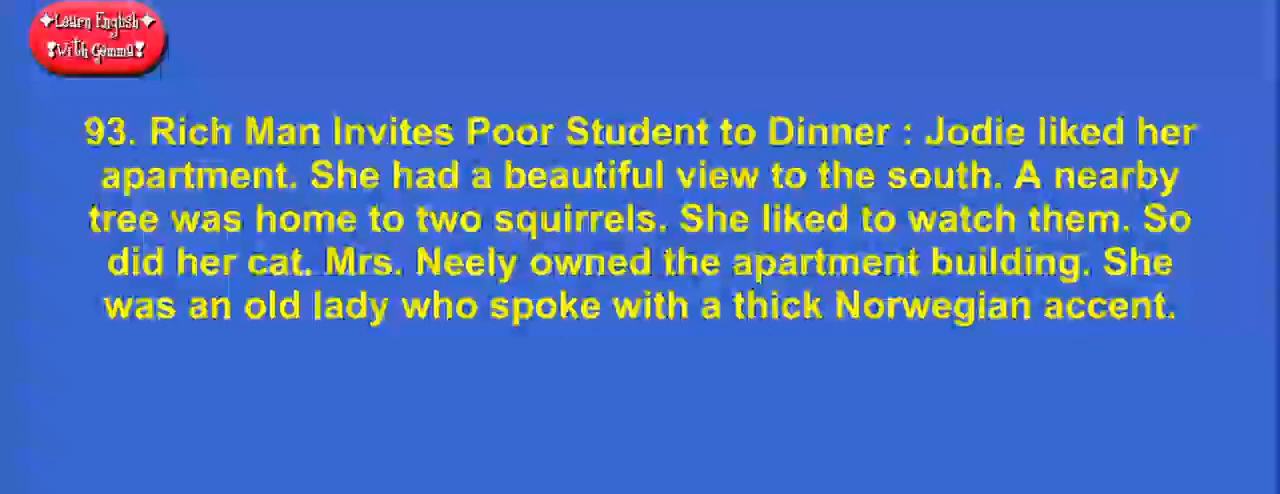 ✦Learn English✦
❣With Gemma❣
93. Rich Man Invites Poor Student to Dinner : Jodie liked her
apartment. She had a beautiful view to the south. A nearby
tree was home to two squirrels. She liked to watch them. So
did her cat. Mrs. Neely owned the apartment building. She
was an old lady who spoke with a thick Norwegian accent.